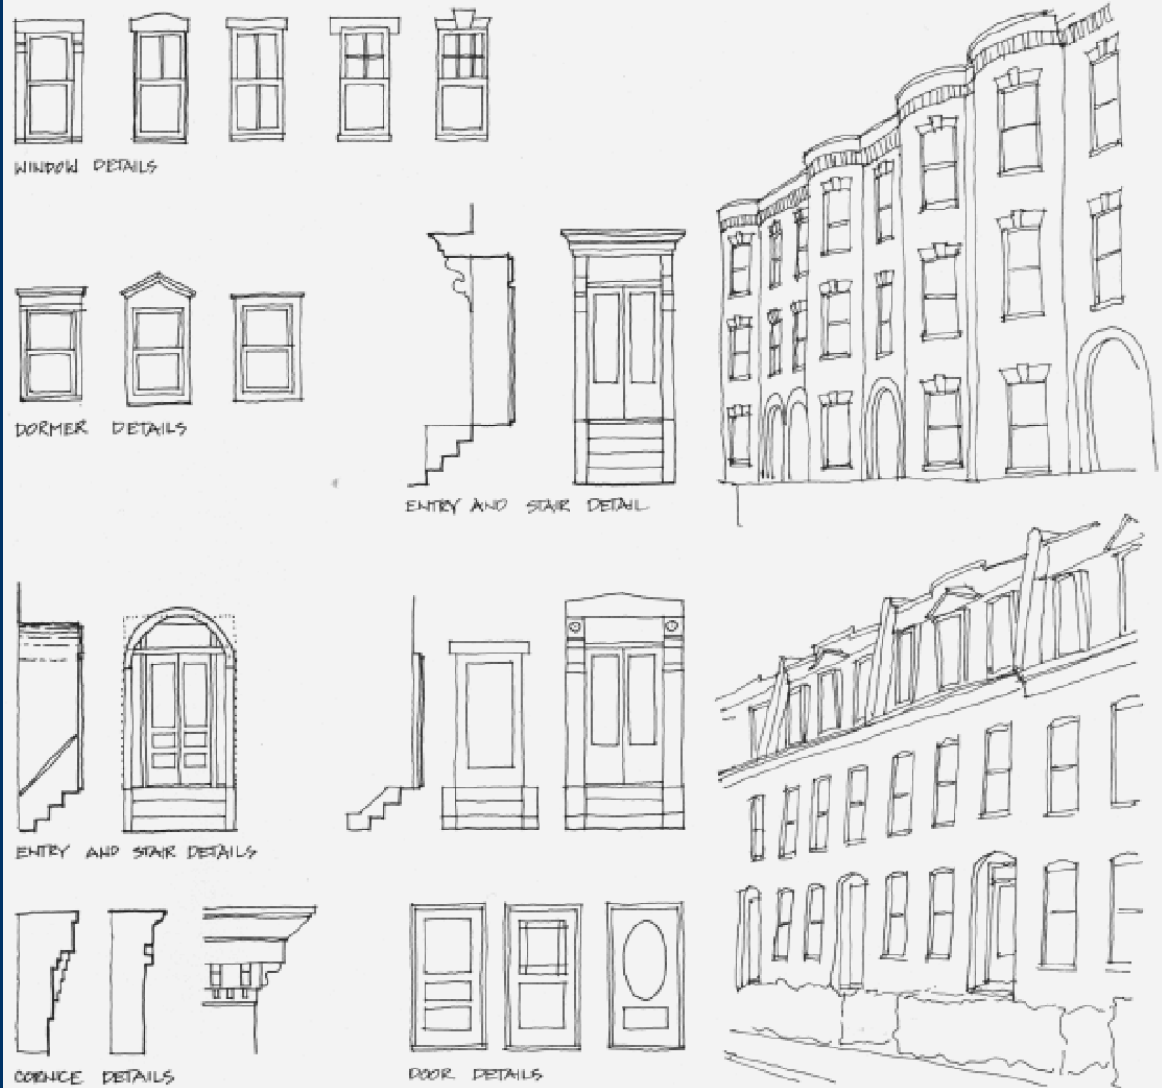 WINDOW DETAILS
DORMER DETAILS
ENTRY AND STAIR DETAIL
ENTRY AND STAIR DETAILS
CORNICE DETAILS
DOOR DETAILS